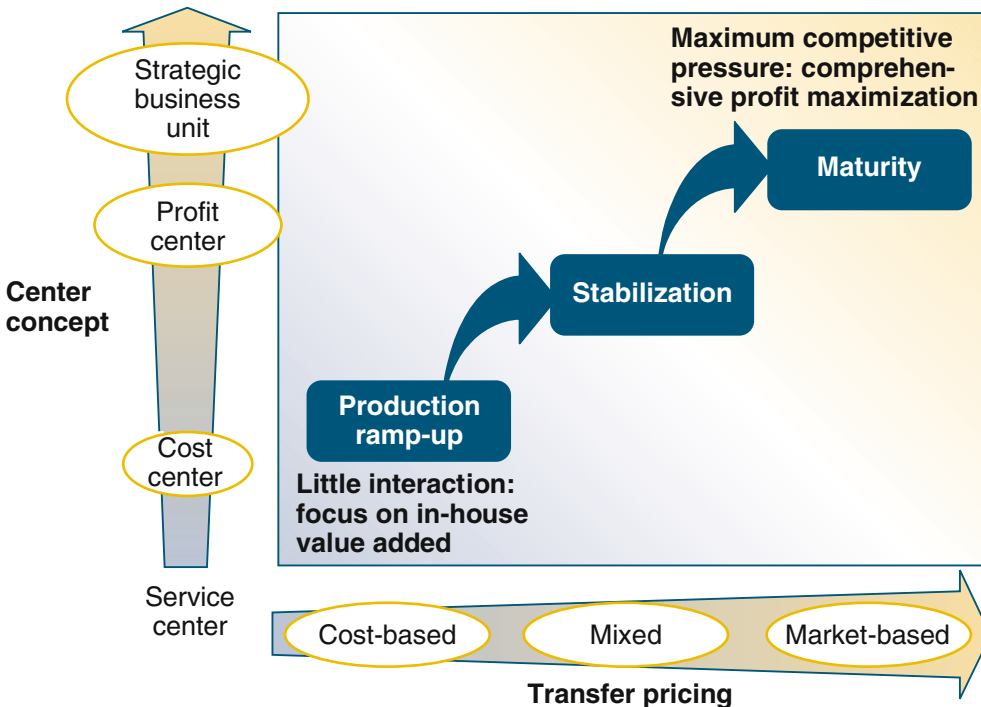 Strategic
business
unit
Profit
center
Center
concept
Cost
center
Service
center
Maximum competitive
pressure: comprehen-
sive profit maximization
Maturity
Stabilization
Production
ramp-up
Little interaction:
focus on in-house
value added
Cost-based
Mixed
Market-based
Transfer pricing